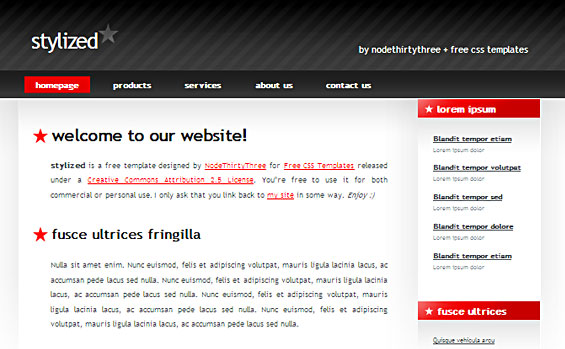 stylized
by nodethirtythree + free css templates
homepage products services about us contact us
welcome to our website!
stylized is a free template designed by NodeThirtyThree for Free CSS Templates released
under a Creative Commons Attribution 2.5 License. You're free to use it for both
commercial or personal use. I only ask that you link back to my site in some way. Enjoy :)
fusce ultrices fringilla
Nulla sit amet enim. Nunc euismod, felis et adipiscing volutpat, mauris ligula lacinia lacus, ac
accumsan pede lacus sed nulla. Nunc euismod, felis et adipiscing volutpat, mauris ligula lacinia
lacus, ac accumsan pede lacus sed nulla. Nunc euismod, felis et adipiscing volutpat, mauris
ligula lacinia lacus, ac accumsan pede lacus sed nulla. Nunc euismod, felis et adipiscing
volutpat, mauris ligula lacinia lacus, ac accumsan pede lacus sed nulla.
lorem ipsum
Blandit tempor etiam
Lorem ipsum dolor
Blandit tempor volutpat
Lorem ipsum dolor
Blandit tempor sed
Lorem ipsum dolor
Blandit tempor dolore
Lorem ipsum dolor
Blandit tempor etiam
Lorem ipsum dolor
fusce ultrices
Quisque vehicula arcu